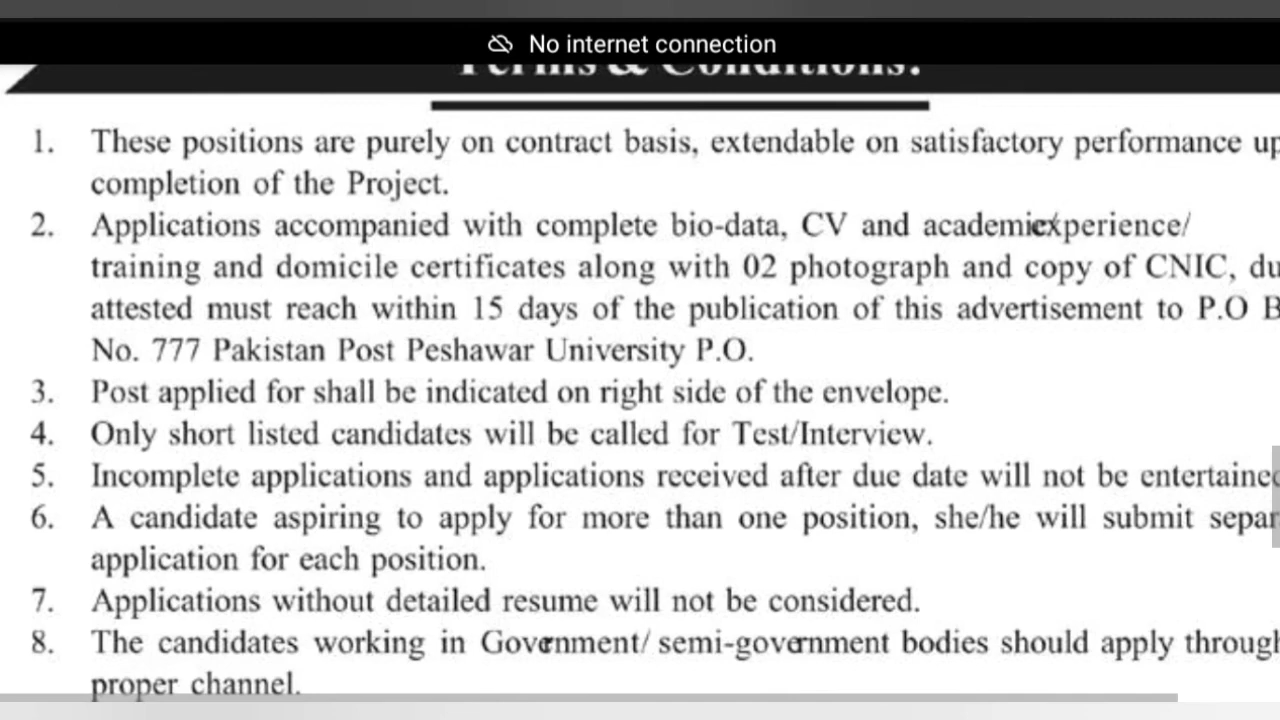 No internet connection
Terms & Conditions:
1. These positions are purely on contract basis, extendable on satisfactory performance up
completion of the Project.
2. Applications accompanied with complete bio-data, CV and academic/experience/
training and domicile certificates along with 02 photograph and copy of CNIC, du
attested must reach within 15 days of the publication of this advertisement to P.O B
No. 777 Pakistan Post Peshawar University P.O.
3. Post applied for shall be indicated on right side of the envelope.
4. Only short listed candidates will be called for Test/Interview.
5. Incomplete applications and applications received after due date will not be entertained
6. A candidate aspiring to apply for more than one position, she/he will submit separ
application for each position.
7. Applications without detailed resume will not be considered.
8. The candidates working in Government/ semi-government bodies should apply through
proper channel.